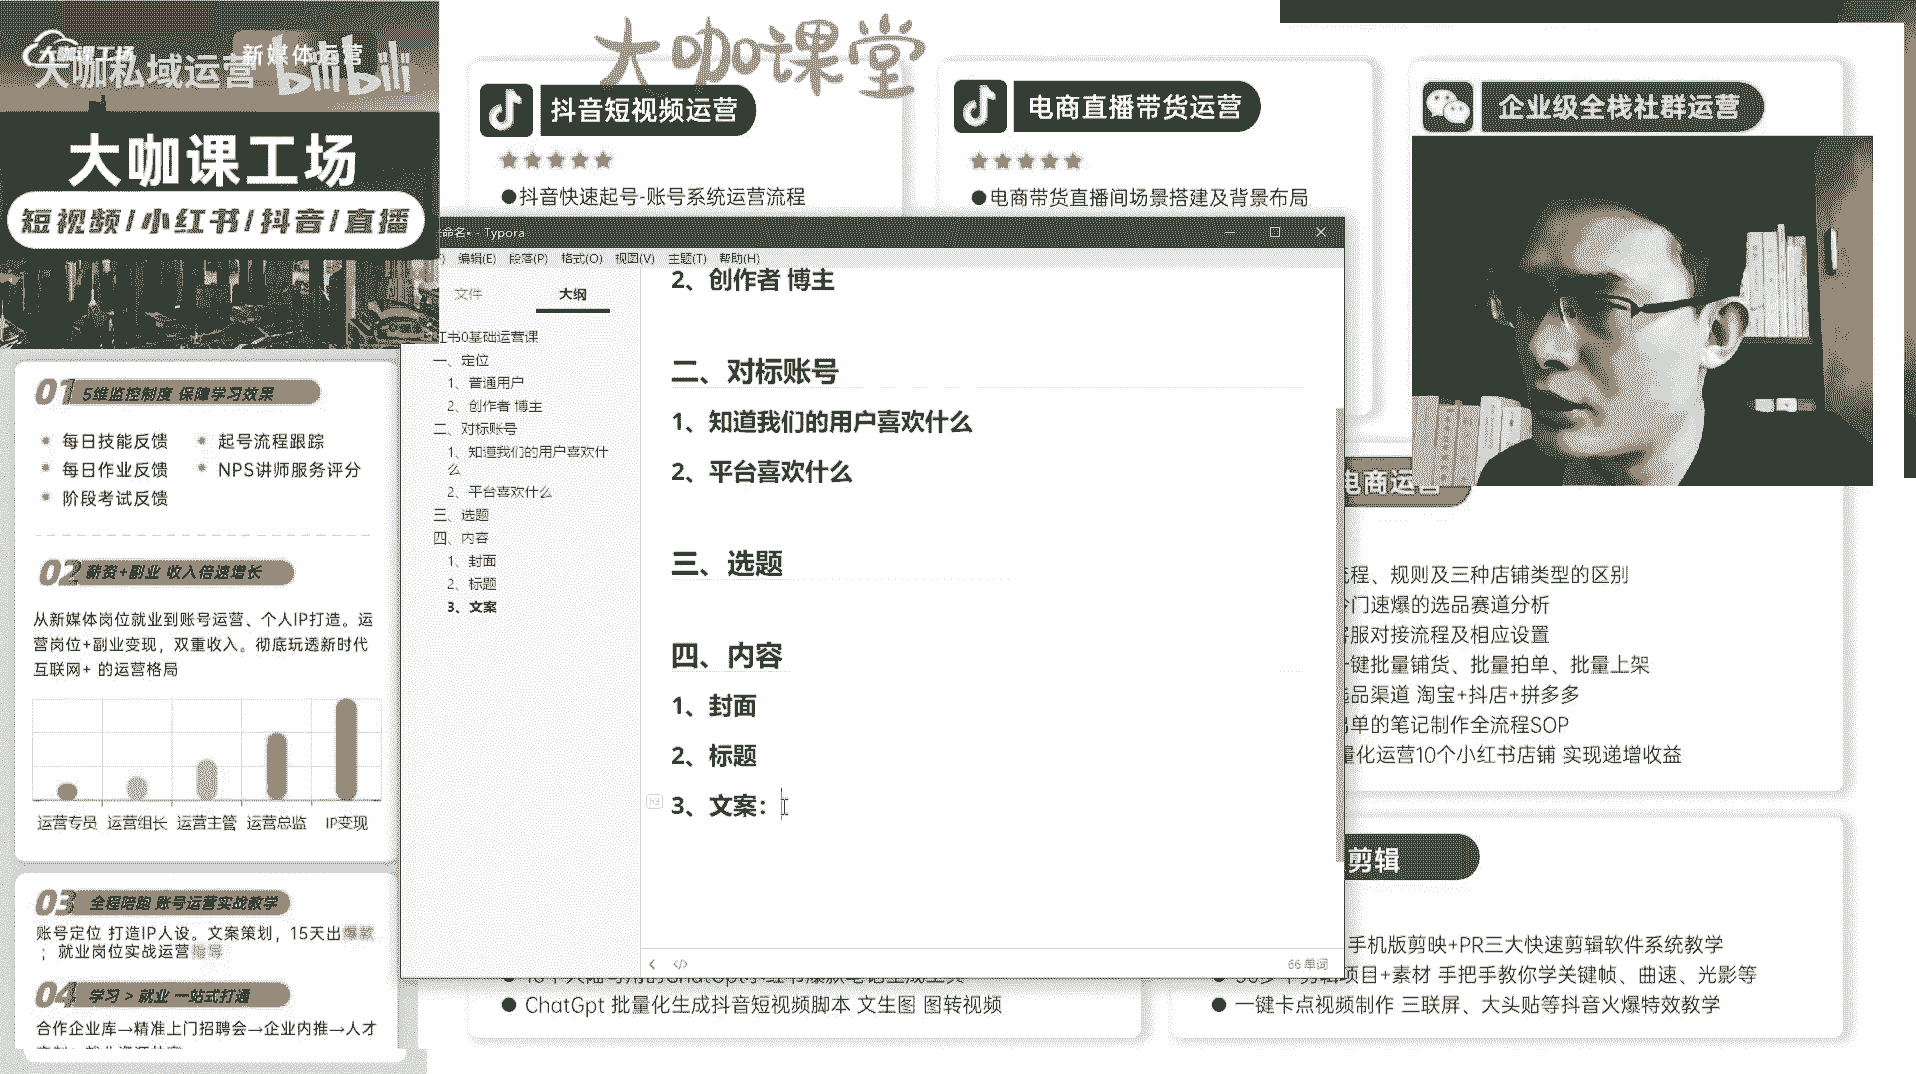 大咖课工场
新媒体运营
大咖私域运营
bilibili
大咖课工场
短视频/小红书/抖音/直播
01 5维监控制度 保障学习效果
每日技能反馈
起号流程跟踪
每日作业反馈
NPS讲师服务评分
阶段考试反馈
02 薪资+副业 收入倍速增长
从新媒体岗位就业到账号运营、个人IP打造。运
营岗位+副业变现，双重收入。彻底玩透新时代
互联网+ 的运营格局
运营专员 运营组长 运营主管 运营总监 IP变现
03 全程陪跑 账号运营实战教学
账号定位 打造IP人设。文案策划，15天出爆款
；就业岗位实战运营指导
04 学习 > 就业 一站式打通
合作企业库→精准上门招聘会→企业内推→人才
大咖课堂
抖音短视频运营
●抖音快速起号-账号系统运营流程
电商直播带货运营
●电商带货直播间场景搭建及背景布局
企业级全栈社群运营
命名• - Typora
编辑(E) 段落(P) 格式(O) 视图(V) 主题(T) 帮助(H)
文件
大纲
红书0基础运营课
一、定位
1、普通用户
2、创作者 博主
二、对标账号
1、知道我们的用户喜欢什
么
2、平台喜欢什么
三、选题
四、内容
1、封面
2、标题
3、文案
2、创作者 博主
二、对标账号
1、知道我们的用户喜欢什么
2、平台喜欢什么
三、选题
四、内容
1、封面
2、标题
h3
3、文案：
66 单词
电商运营
流程、规则及三种店铺类型的区别
冷门速爆的选品赛道分析
客服对接流程及相应设置
一键批量铺货、批量拍单、批量上架
选品渠道 淘宝+抖店+拼多多
出单的笔记制作全流程SOP
量化运营10个小红书店铺 实现递增收益
剪辑
手机版剪映+PR三大快速剪辑软件系统教学
项目+素材 手把手教你学关键帧、曲速、光影等
● 一键卡点视频制作 三联屏、大头贴等抖音火爆特效教学
● ChatGpt 批量化生成抖音短视频脚本 文生图 图转视频